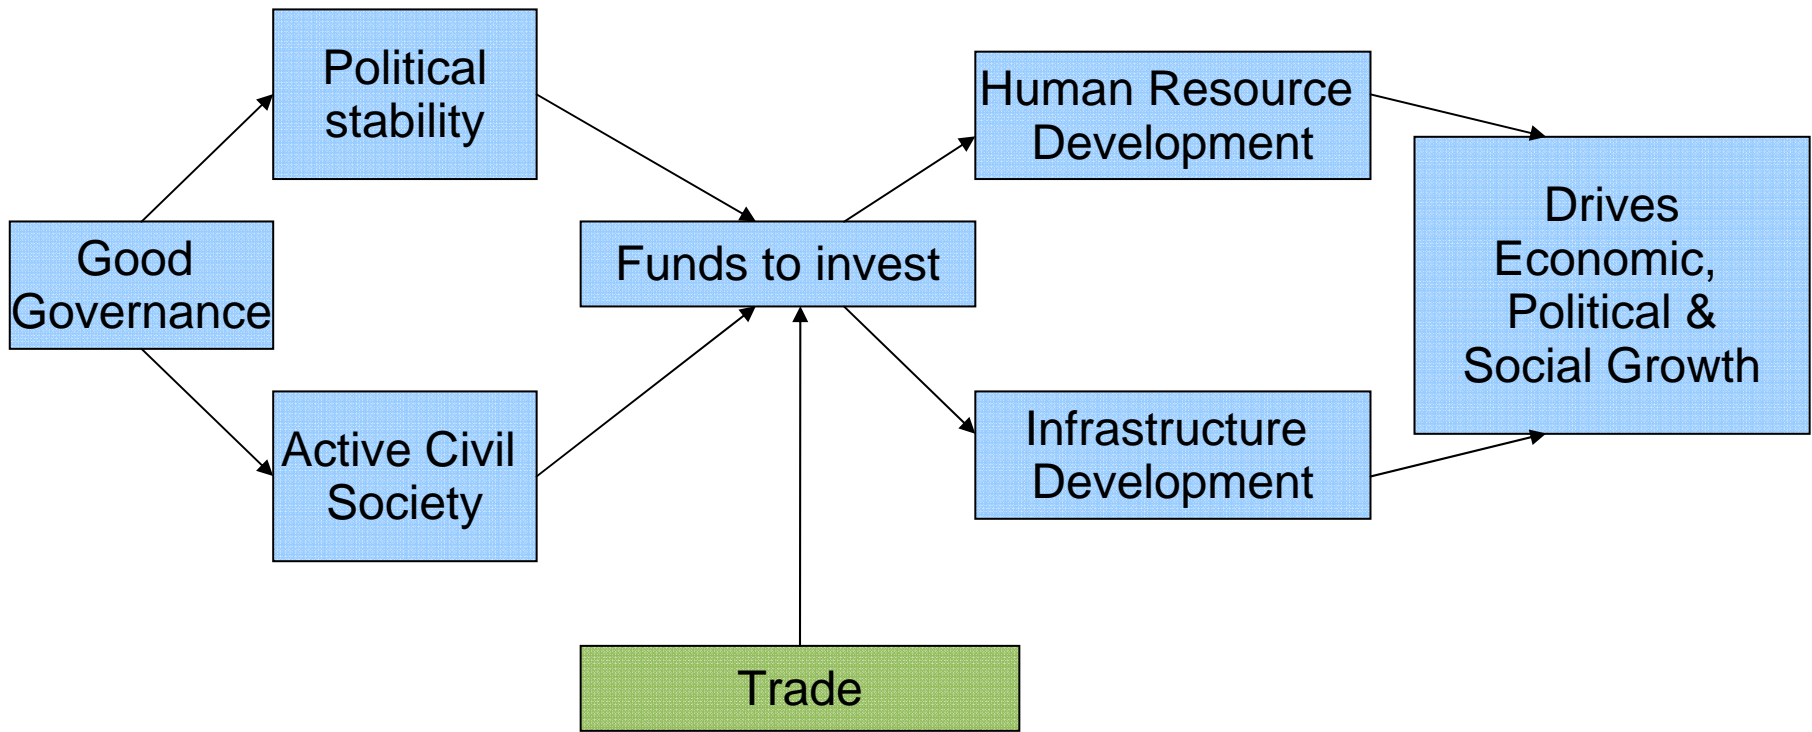 Political
stability
Good
Governance
Active Civil
Society
Funds to invest
Human Resource
Development
Infrastructure
Development
Drives
Economic,
Political &
Social Growth
Trade